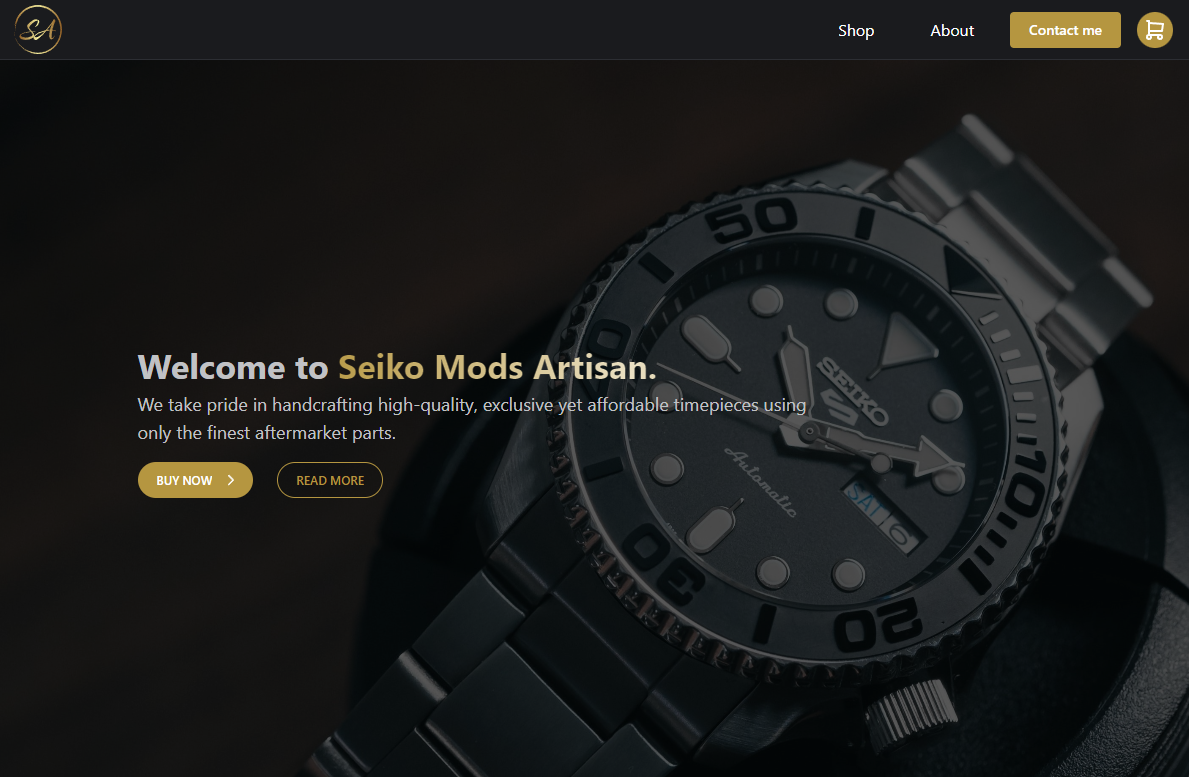 SA
Shop
About
Contact me
50
SEIKO
Welcome to Seiko Mods Artisan.
We take pride in handcrafting high-quality, exclusive yet affordable timepieces using
only the finest aftermarket parts.
Automatic
10
SAT 6
BUY NOW
READ MORE
30
20